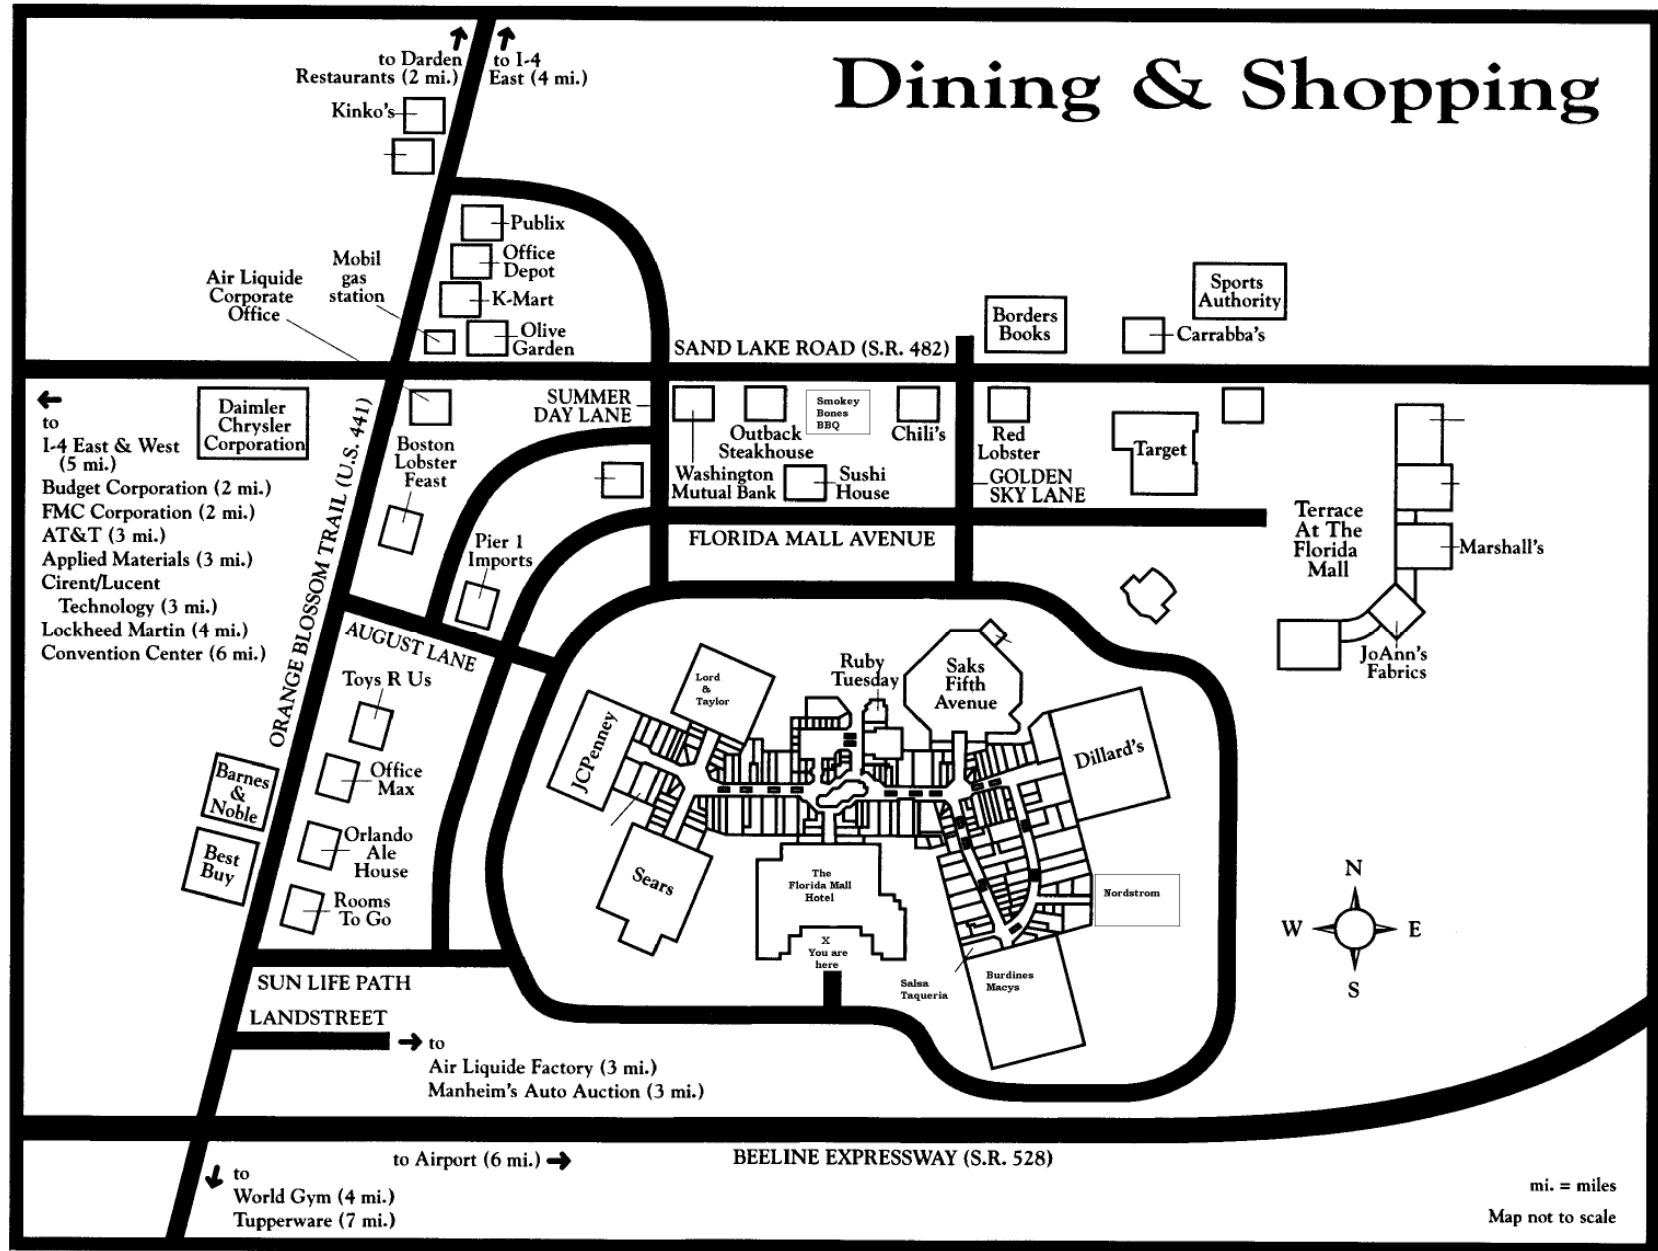 Dining & Shopping
to Darden
Restaurants (2 mi.)
to I-4
East (4 mi.)
Kinko's
Publix
Office
Depot
K-Mart
Olive
Garden
Mobil
gas
station
Air Liquide
Corporate
Office
Borders
Books
Sports
Authority
Carrabba's
SAND LAKE ROAD (S.R. 482)
SUMMER
DAY LANE
Daimler
Chrysler
Corporation
to
I-4 East & West
(5 mi.)
Budget Corporation (2 mi.)
FMC Corporation (2 mi.)
AT&T (3 mi.)
Applied Materials (3 mi.)
Cirent/Lucent
Technology (3 mi.)
Lockheed Martin (4 mi.)
Convention Center (6 mi.)
ORANGE BLOSSOM TRAIL (U.S. 441)
Boston
Lobster
Feast
Pier 1
Imports
Washington
Mutual Bank
Outback
Steakhouse
Smokey
Bones
BBQ
Sushi
House
Chili's
Red
Lobster
GOLDEN
SKY LANE
Target
Terrace
At The
Florida
Mall
Marshall's
JoAnn's
Fabrics
FLORIDA MALL AVENUE
AUGUST LANE
Toys R Us
Office
Max
Orlando
Ale
House
Rooms
To Go
Barnes
&
Noble
Best
Buy
Lord
&
Taylor
JCPenney
Ruby
Tuesday
Saks
Fifth
Avenue
Dillard's
Sears
The
Florida Mall
Hotel
X
You are
here
Nordstrom
Salsa
Taqueria
Burdines
Macys
N
W
E
S
SUN LIFE PATH
LANDSTREET
to
Air Liquide Factory (3 mi.)
Manheim's Auto Auction (3 mi.)
to Airport (6 mi.)
BEELINE EXPRESSWAY (S.R. 528)
to
World Gym (4 mi.)
Tupperware (7 mi.)
mi. = miles
Map not to scale